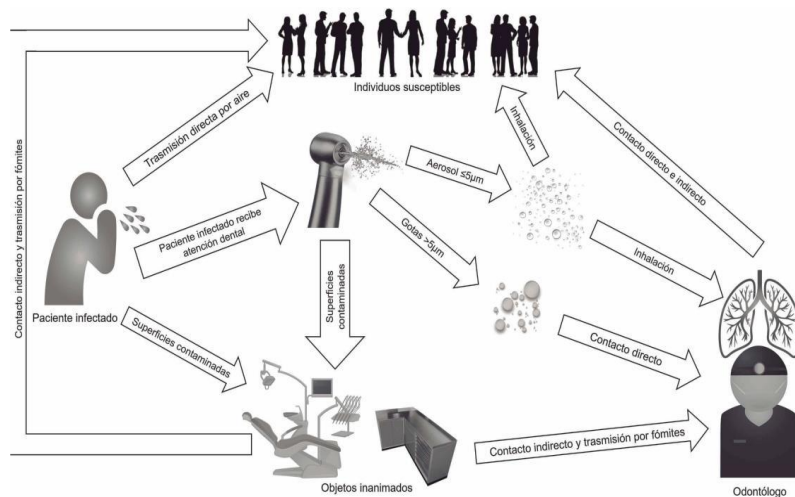 Individuos susceptibles
Contacto indirecto y trasmisión por fómites
Trasmisión directa por aire
Inhalación
Contacto directo e indirecto
Aerosol ≤5µm
Paciente infectado recibe
atención dental
Gotas >5µm
Inhalación
Paciente infectado
Superficies contaminadas
Superficies
contaminadas
Contacto directo
Contacto indirecto y trasmisión por fómites
Objetos inanimados
Odontólogo